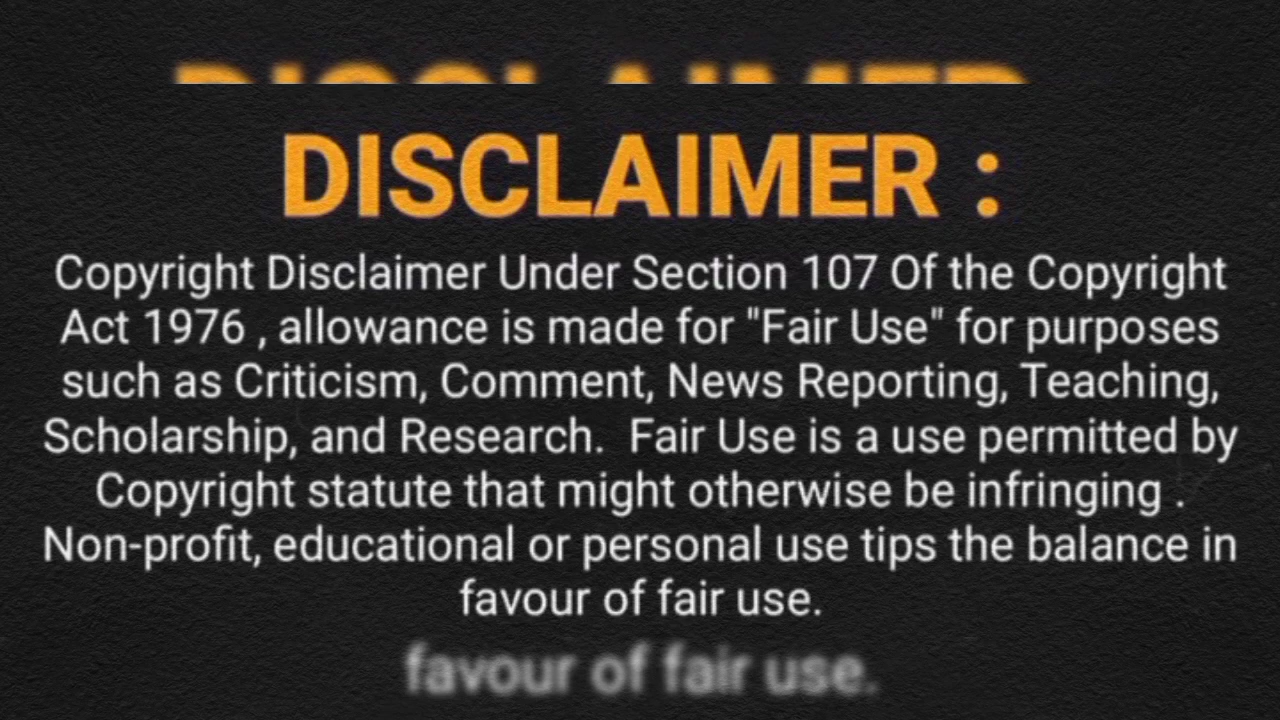 DISCLAIMER :
Copyright Disclaimer Under Section 107 Of the Copyright
Act 1976 , allowance is made for "Fair Use" for purposes
such as Criticism, Comment, News Reporting, Teaching,
Scholarship, and Research.  Fair Use is a use permitted by
Copyright statute that might otherwise be infringing .
Non-profit, educational or personal use tips the balance in
favour of fair use.
favour of fair use.